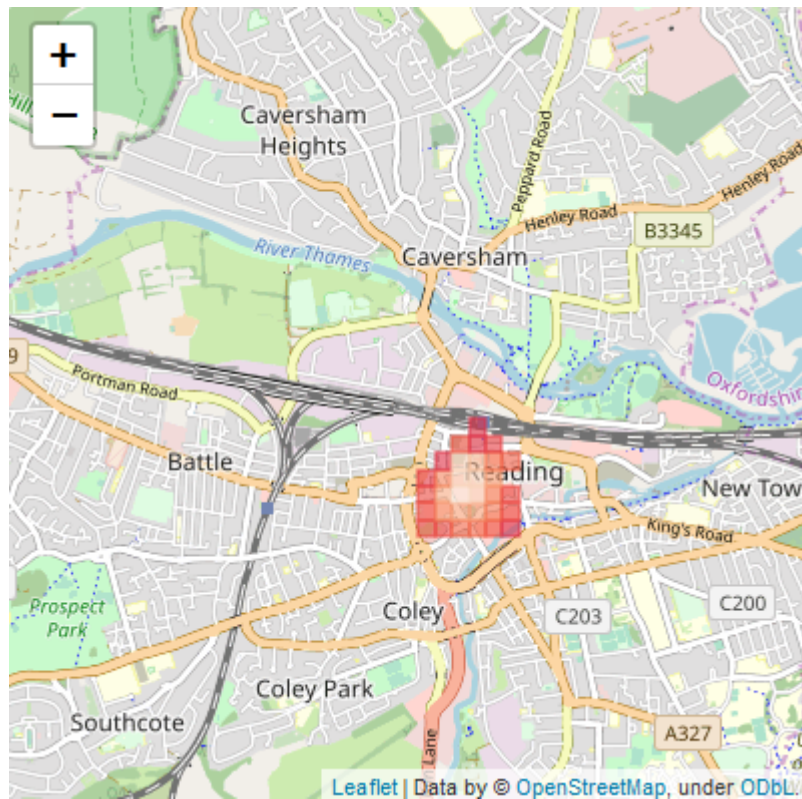 +
−
Caversham
Heights
Peppard Road
Henley Road
Henley Road
B3345
River Thames
Caversham
Oxfordshir
9
Portman Road
Battle
Reading
New Tow
King's Road
Prospect
Park
Coley
C203
C200
Coley Park
Southcote
A327
Lane
Leaflet | Data by © OpenStreetMap, under ODbL.